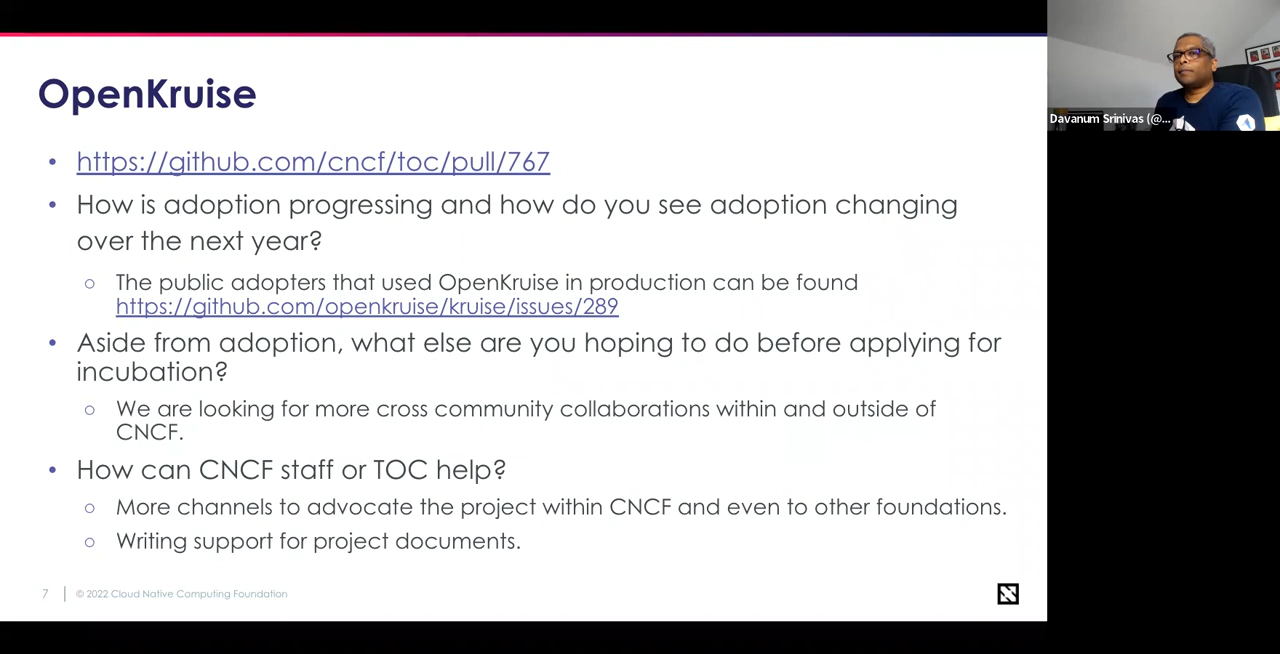 OpenKruise
• https://github.com/cncf/toc/pull/767
• How is adoption progressing and how do you see adoption changing
over the next year?
○ The public adopters that used OpenKruise in production can be found
https://github.com/openkruise/kruise/issues/289
• Aside from adoption, what else are you hoping to do before applying for
incubation?
○ We are looking for more cross community collaborations within and outside of
CNCF.
• How can CNCF staff or TOC help?
○ More channels to advocate the project within CNCF and even to other foundations.
○ Writing support for project documents.
7 | © 2022 Cloud Native Computing Foundation
Davanum Srinivas (@...